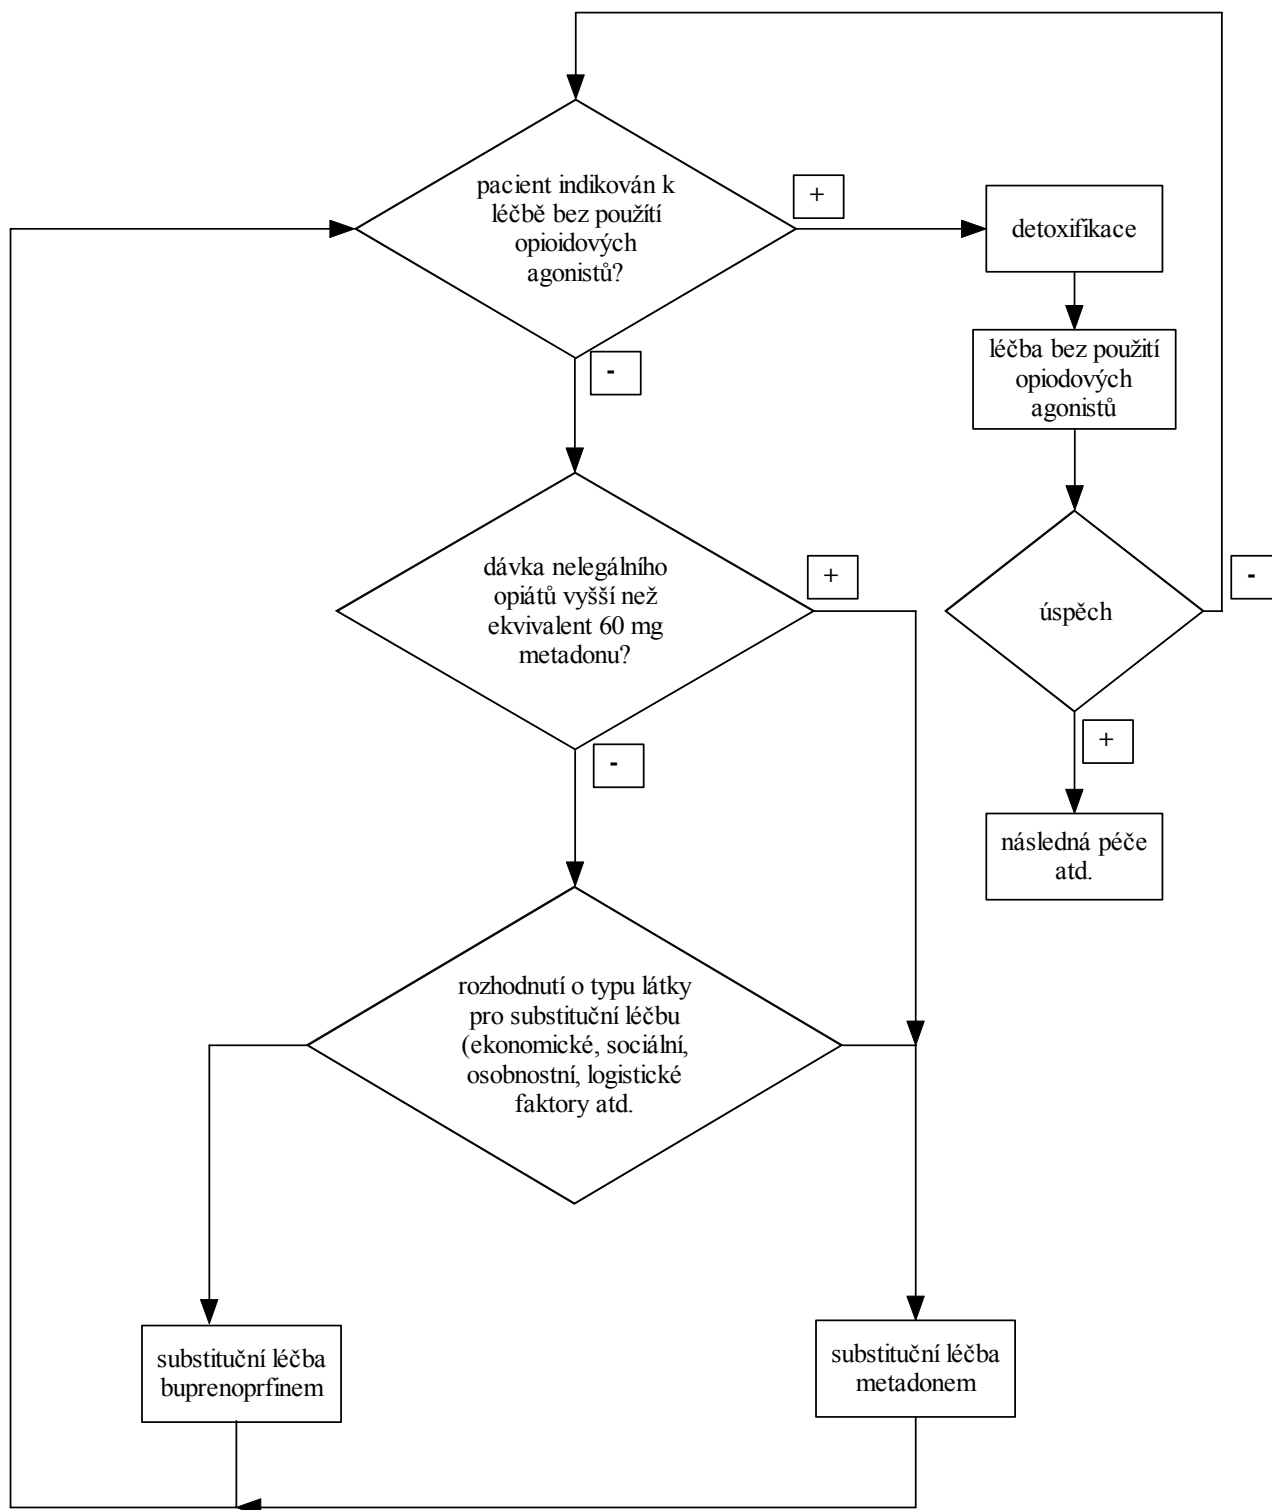 pacient indikován k
léčbě bez použítí
opioidových
agonistů?
+
detoxifikace
-
léčba bez použití
opiodových
agonistů
dávka nelegálního
opiátů vyšší než
ekvivalent 60 mg
metadonu?
+
úspěch
-
+
-
následná péče
atd.
rozhodnutí o typu látky
pro substituční léčbu
(ekonomické, sociální,
osobnostní, logistické
faktory atd.
substituční léčba
buprenoprfinem
substituční léčba
metadonem